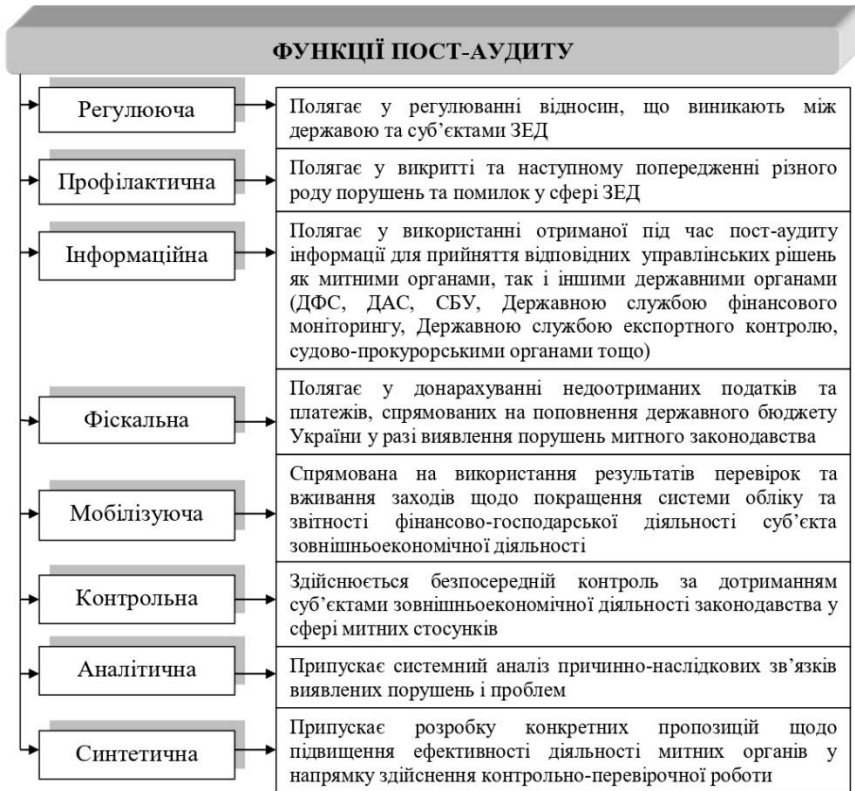 ФУНКЦІЇ ПОСТ-АУДИТУ
Регулююча
Полягає у регулюванні відносин, що виникають між
державою та суб’єктами ЗЕД
Профілактична
Полягає у викритті та наступному попередженні різного
роду порушень та помилок у сфері ЗЕД
Інформаційна
Полягає у використанні отриманої під час пост-аудиту
інформації для прийняття відповідних управлінських рішень
як митними органами, так і іншими державними органами
(ДФС, ДАС, СБУ, Державною службою фінансового
моніторингу, Державною службою експортного контролю,
судово-прокурорськими органами тощо)
Фіскальна
Полягає у донарахуванні недоотриманих податків та
платежів, спрямованих на поповнення державного бюджету
України у разі виявлення порушень митного законодавства
Мобілізуюча
Спрямована на використання результатів перевірок та
вживання заходів щодо покращення системи обліку та
звітності фінансово-господарської діяльності суб’єкта
зовнішньоекономічної діяльності
Контрольна
Здійснюється безпосередній контроль за дотриманням
суб’єктами зовнішньоекономічної діяльності законодавства у
сфері митних стосунків
Аналітична
Припускає системний аналіз причинно-наслідкових зв’язків
виявлених порушень і проблем
Синтетична
Припускає розробку конкретних пропозицій щодо
підвищення ефективності діяльності митних органів у
напрямку здійснення контрольно-перевірочної роботи